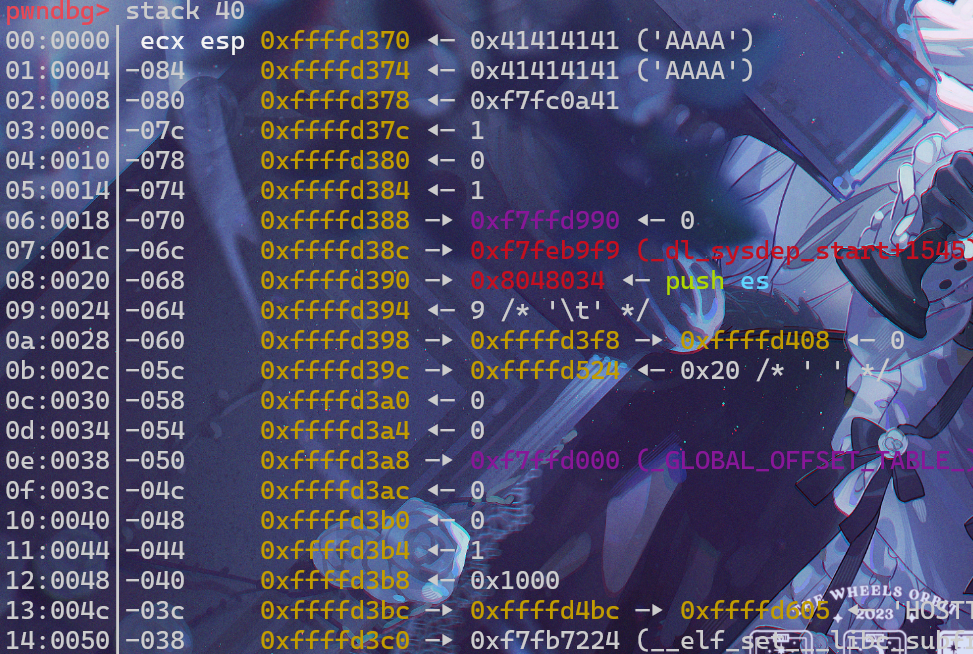 pwndbg> stack 40
00:0000│ ecx esp 0xffffd370 ◂— 0x41414141 ('AAAA')
01:0004│-084     0xffffd374 ◂— 0x41414141 ('AAAA')
02:0008│-080     0xffffd378 ◂— 0xf7fc0a41
03:000c│-07c     0xffffd37c ◂— 1
04:0010│-078     0xffffd380 ◂— 0
05:0014│-074     0xffffd384 ◂— 1
06:0018│-070     0xffffd388 —▸ 0xf7ffd990 ◂— 0
07:001c│-06c     0xffffd38c —▸ 0xf7feb9f9 (_dl_sysdep_start+1545)
08:0020│-068     0xffffd390 —▸ 0x8048034 ◂— push es
09:0024│-064     0xffffd394 ◂— 9 /* '\t' */
0a:0028│-060     0xffffd398 —▸ 0xffffd3f8 —▸ 0xffffd408 ◂— 0
0b:002c│-05c     0xffffd39c —▸ 0xffffd524 ◂— 0x20 /* ' ' */
0c:0030│-058     0xffffd3a0 ◂— 0
0d:0034│-054     0xffffd3a4 ◂— 0
0e:0038│-050     0xffffd3a8 —▸ 0xf7ffd000 (_GLOBAL_OFFSET_TABLE_)
0f:003c│-04c     0xffffd3ac ◂— 0
10:0040│-048     0xffffd3b0 ◂— 0
11:0044│-044     0xffffd3b4 ◂— 1
12:0048│-040     0xffffd3b8 ◂— 0x1000
13:004c│-03c     0xffffd3bc —▸ 0xffffd4bc —▸ 0xffffd605 ◂— 'HOST
14:0050│-038     0xffffd3c0 —▸ 0xf7fb7224
THE WHEELS
2023